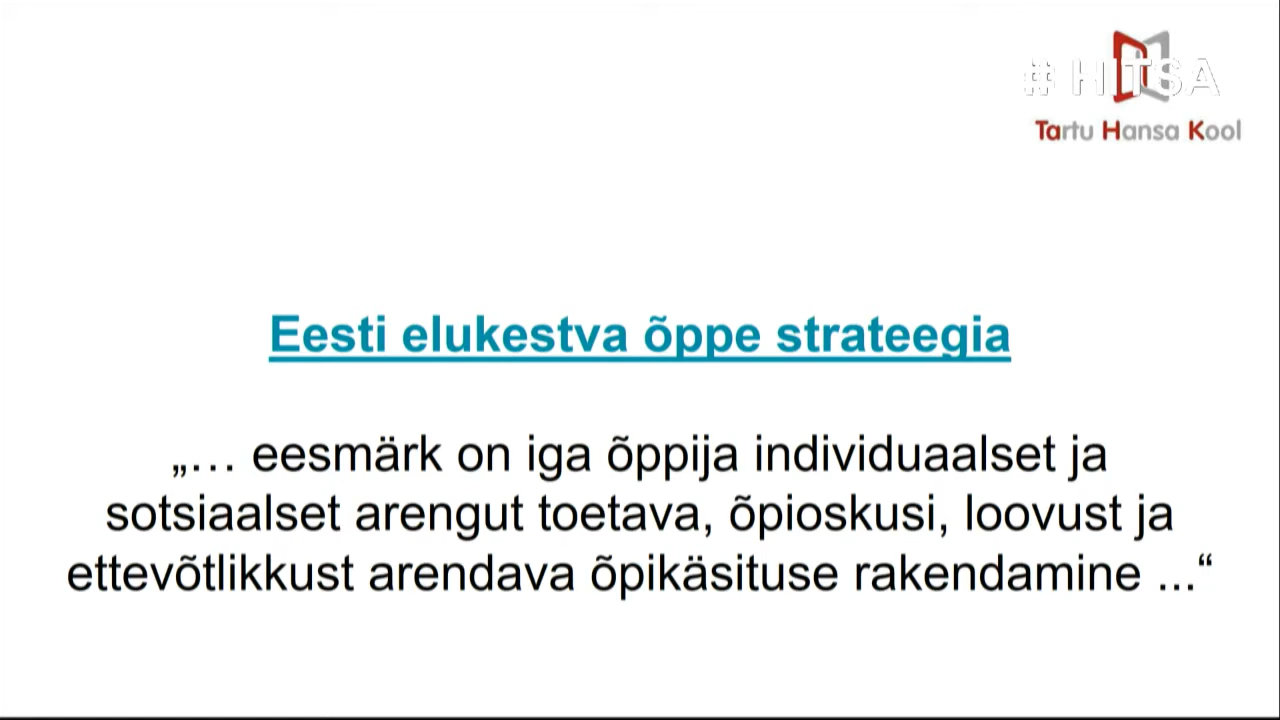 # HITSA
Tartu Hansa Kool
Eesti elukestva õppe strateegia
„… eesmärk on iga õppija individuaalset ja
sotsiaalset arengut toetava, õpioskusi, loovust ja
ettevõtlikkust arendava õpikäsituse rakendamine ...“